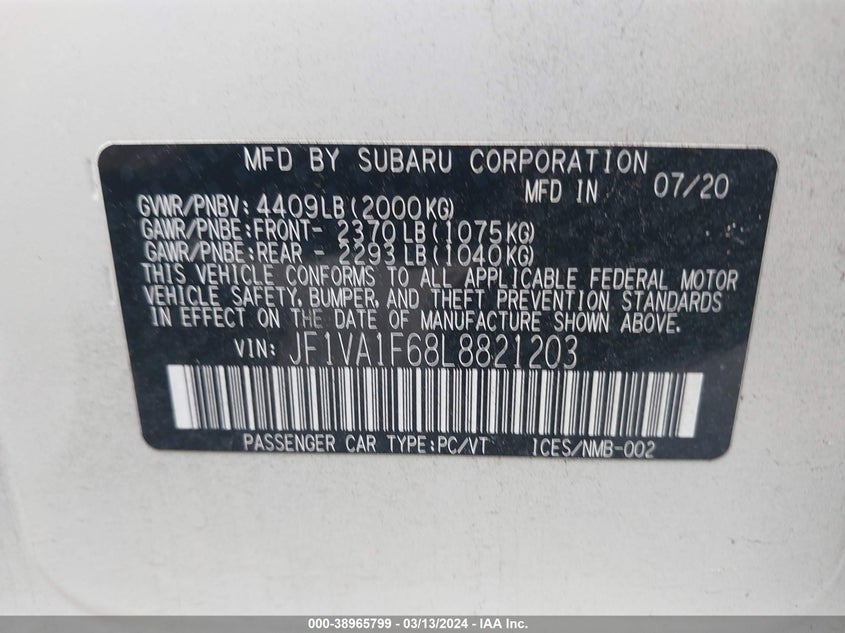 MFD BY SUBARU CORPORATION
MFD IN 07/20
GVWR/PNBV: 4409LB(2000KG)
GAWR/PNBE:FRONT- 2370LB(1075KG)
GAWR/PNBE:REAR - 2293LB(1040KG)
THIS VEHICLE CONFORMS TO ALL APPLICABLE FEDERAL MOTOR
VEHICLE SAFETY, BUMPER, AND THEFT PREVENTION STANDARDS
IN EFFECT ON THE DATE OF MANUFACTURE SHOWN ABOVE.
VIN: JF1VA1F68L8821203
PASSENGER CAR TYPE:PC/VT ICES/NMB-002
000-38965799 / 03/13/2024 / IAA Inc.